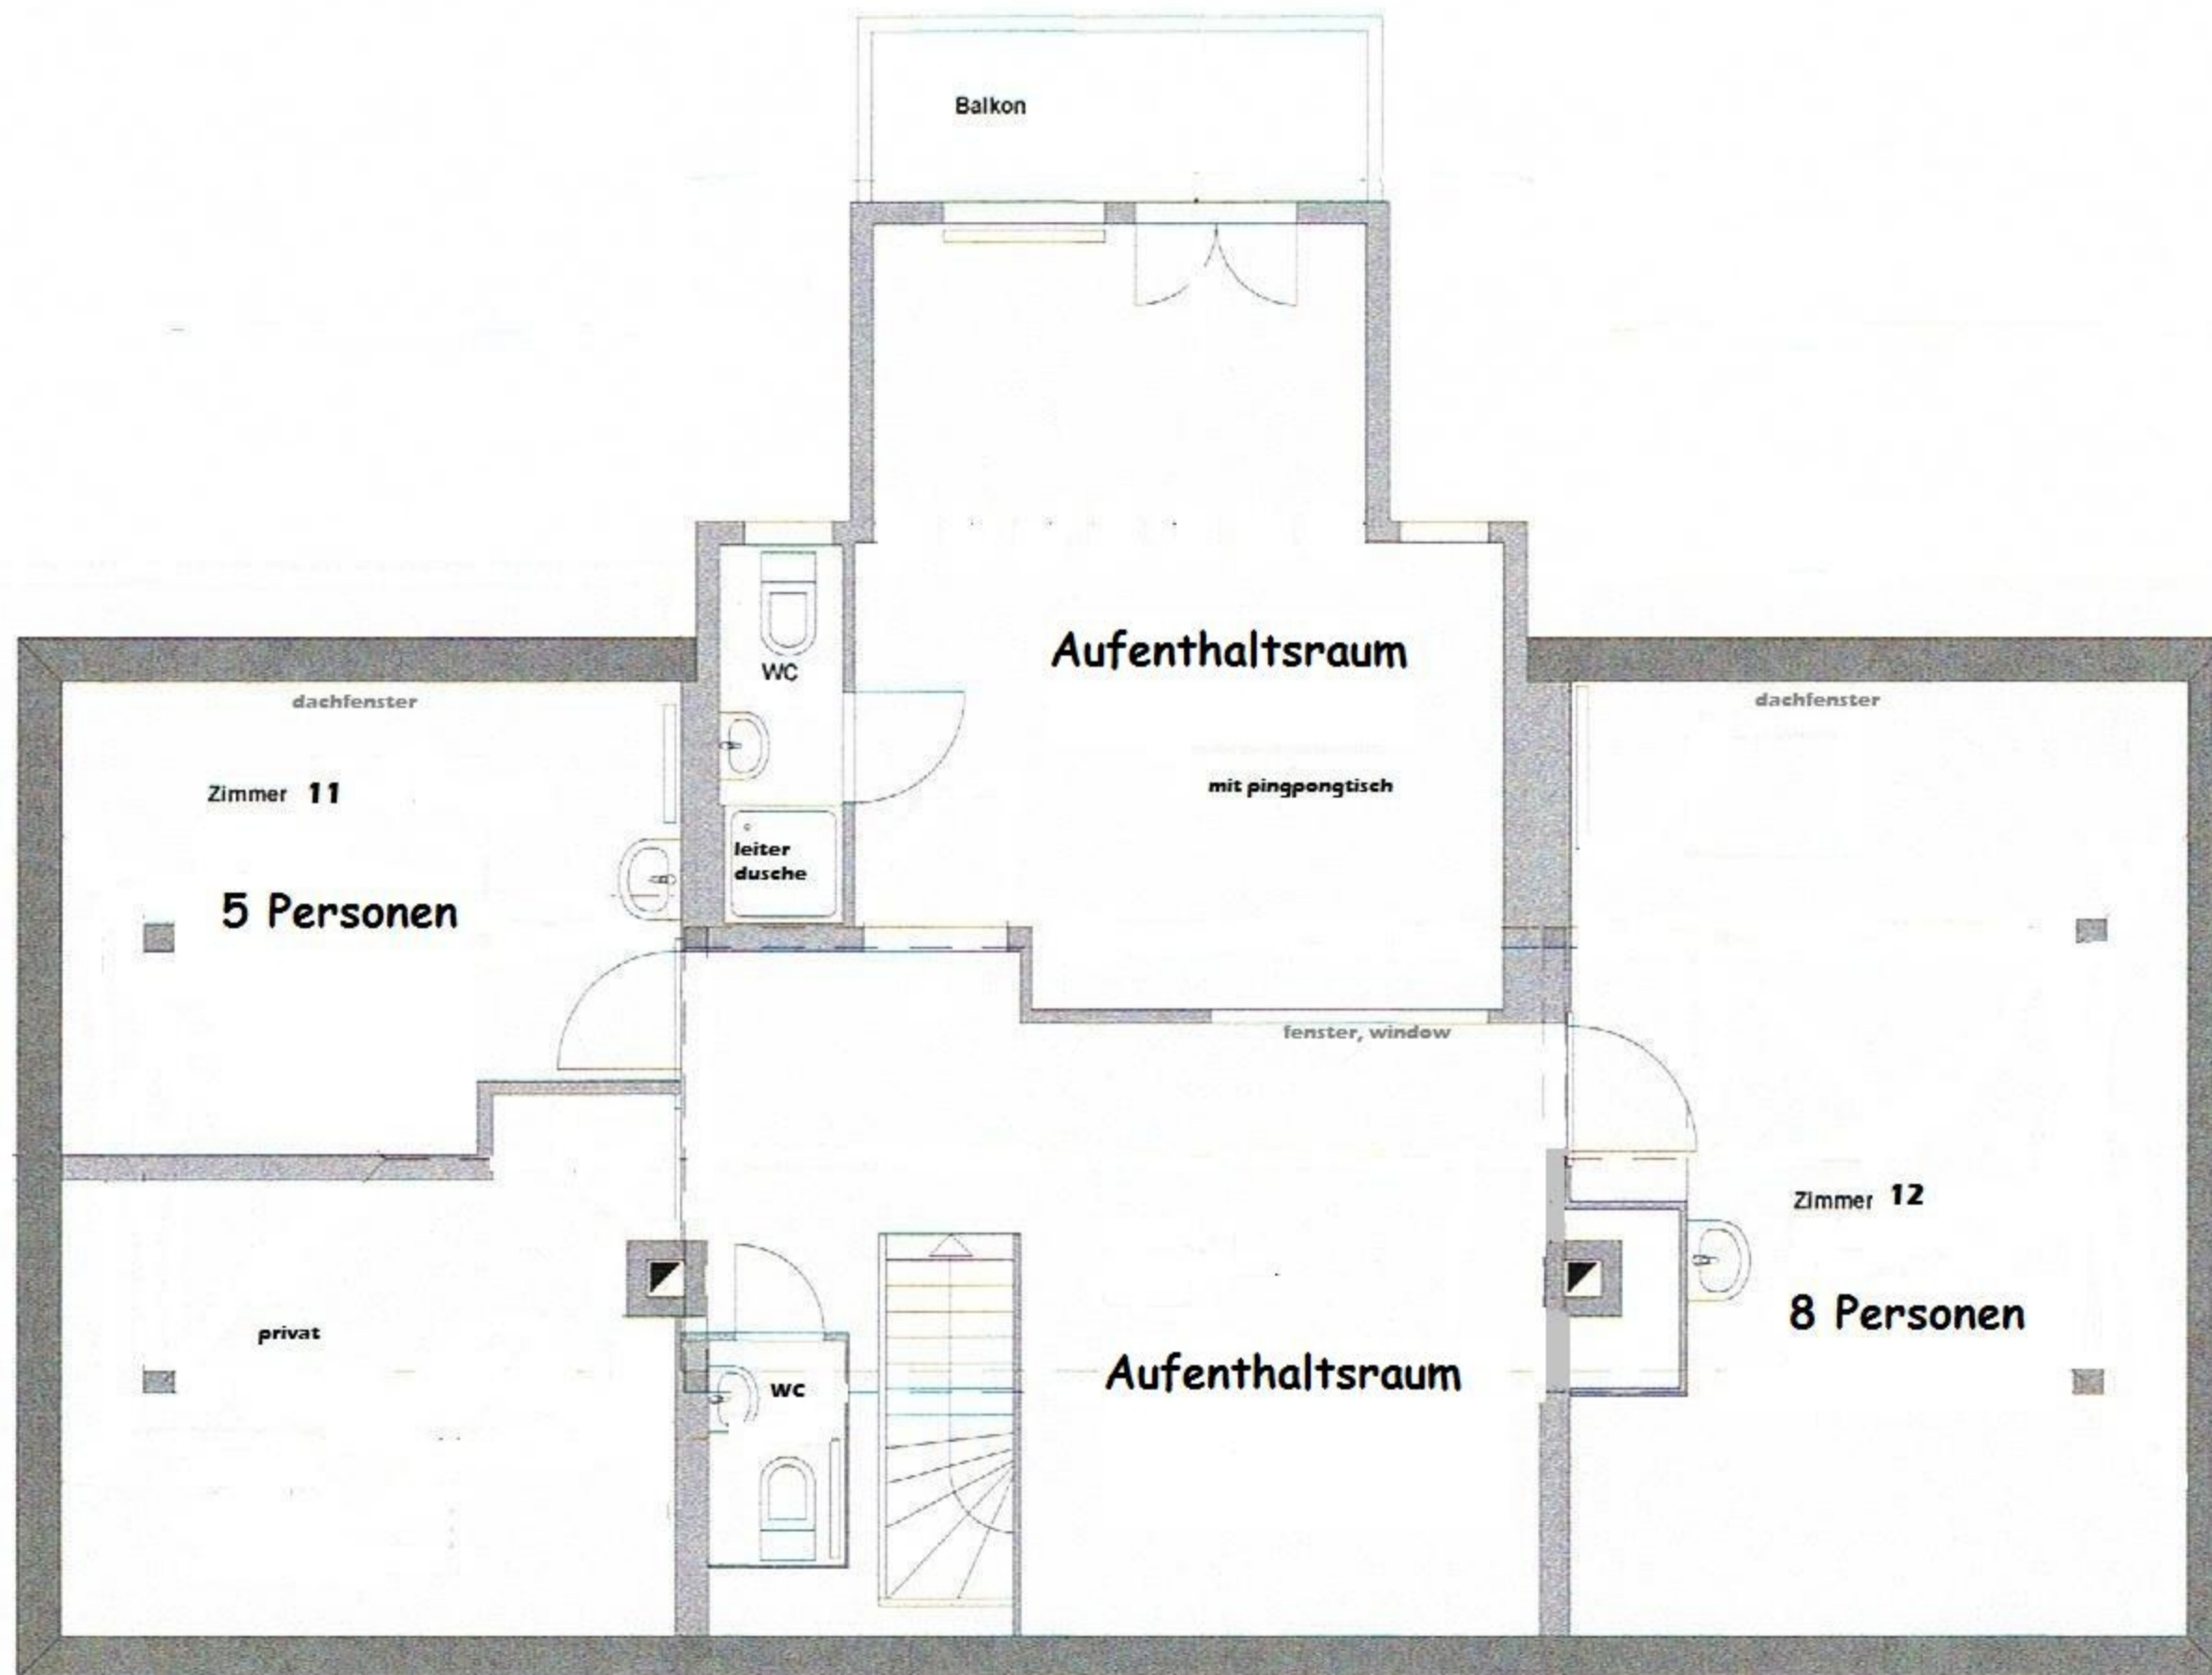 Balkon
Aufenthaltsraum
WC
dachfenster
dachfenster
Zimmer 11
mit pingpongtisch
leiter
dusche
5 Personen
fenster, window
Zimmer 12
8 Personen
privat
Aufenthaltsraum
WC